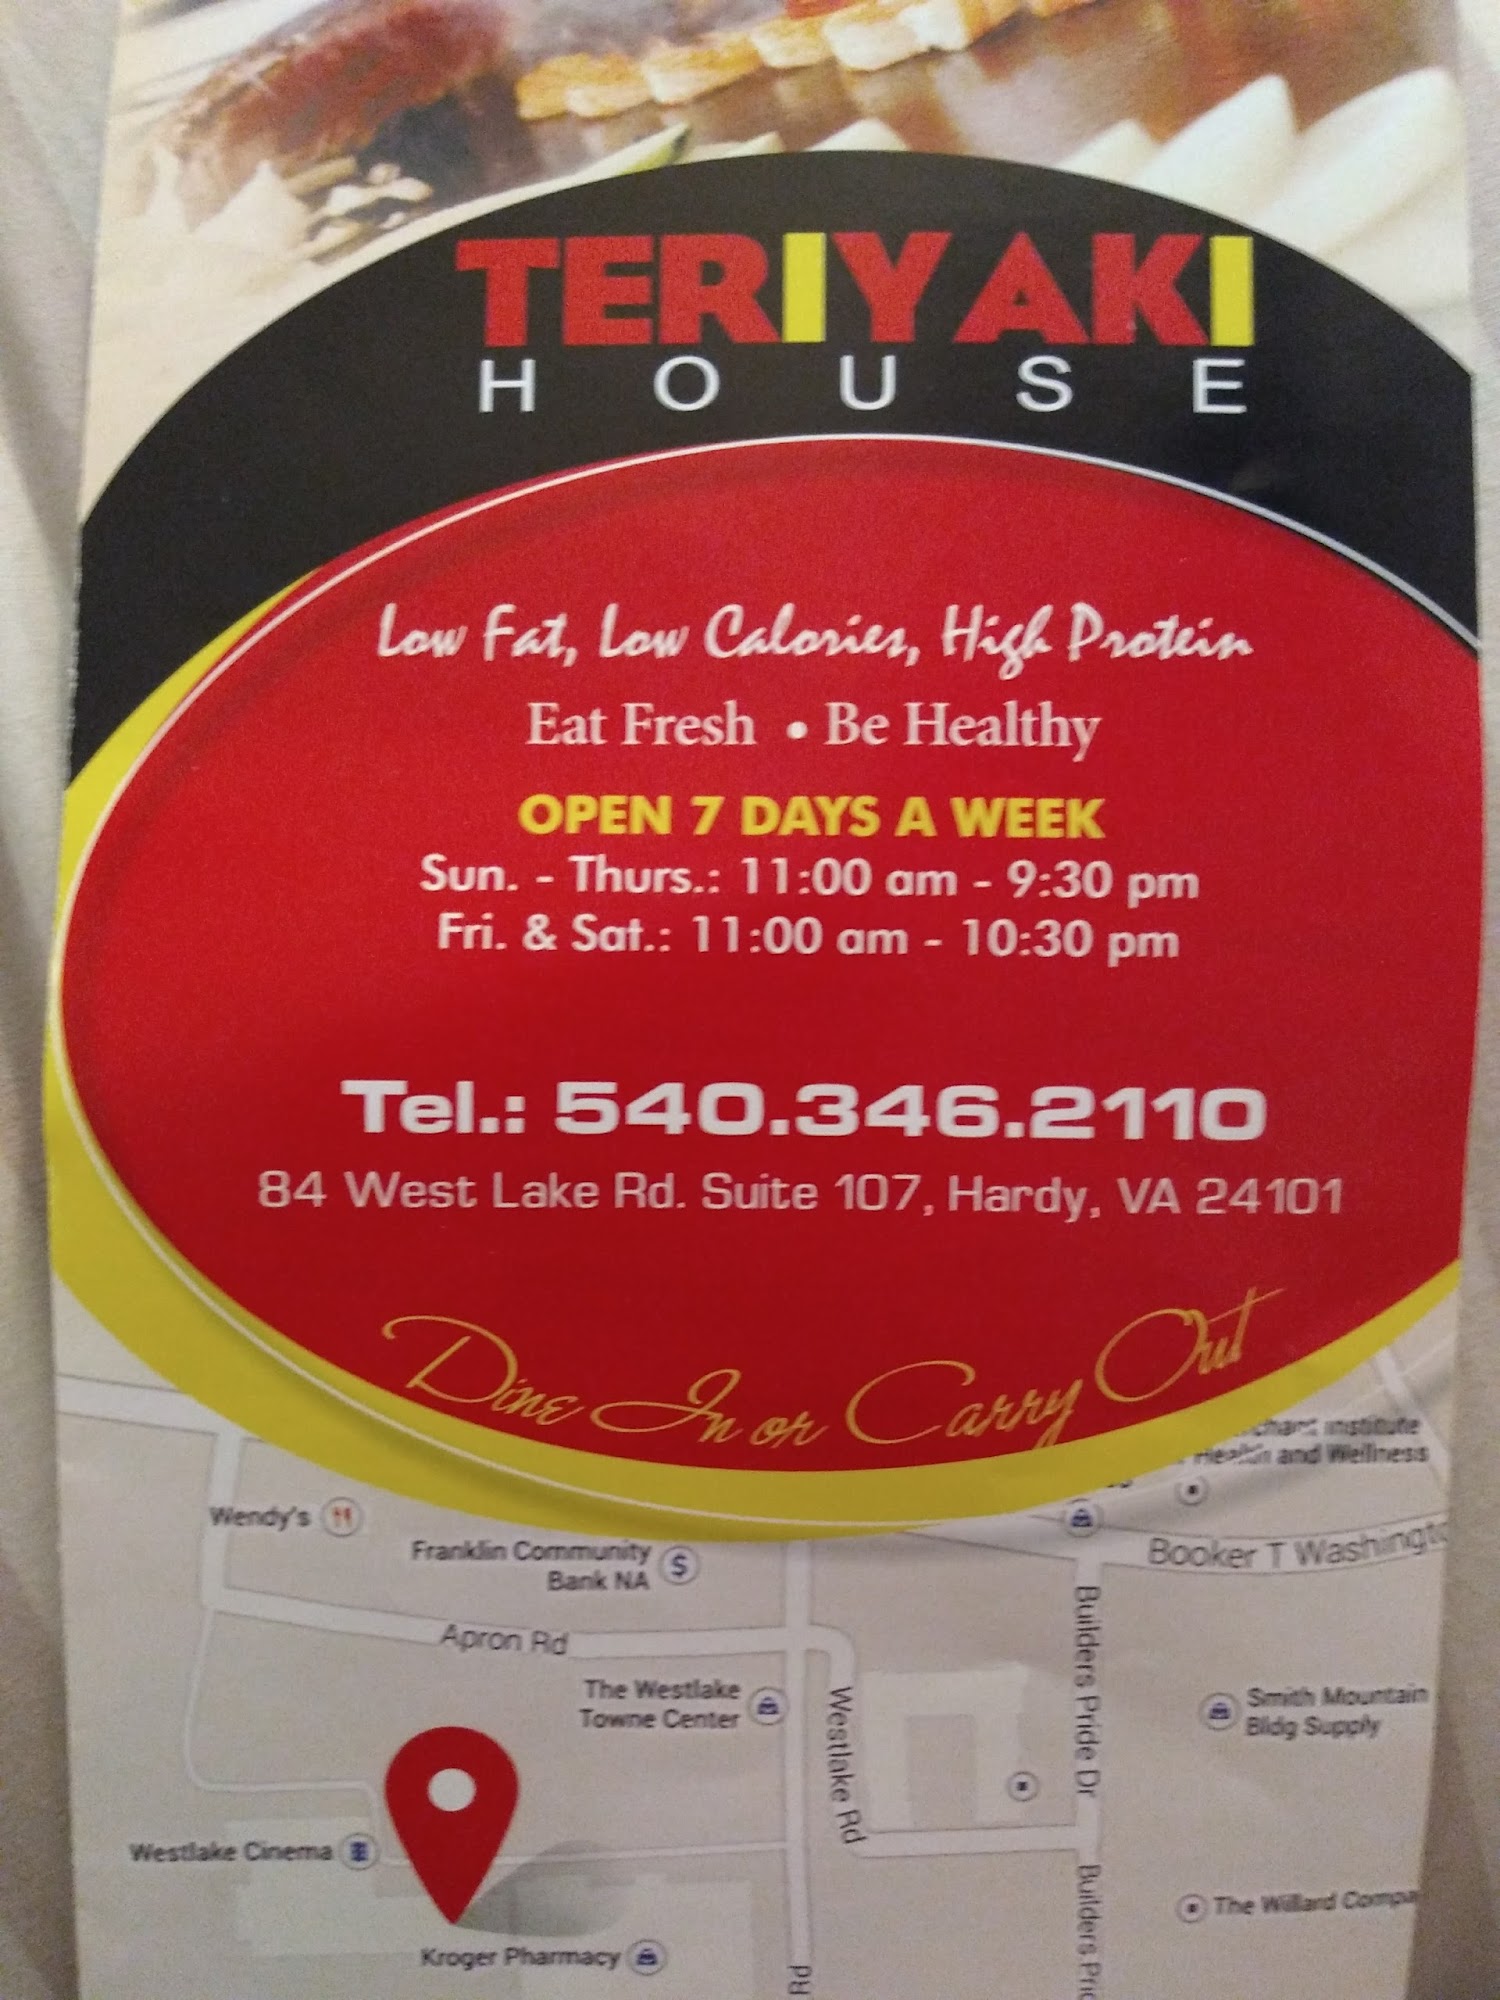 TERIYAKI
HOUSE
Low Fat, Low Calories, High Protein
Eat Fresh • Be Healthy
OPEN 7 DAYS A WEEK
Sun. - Thurs.: 11:00 am - 9:30 pm
Fri. & Sat.: 11:00 am - 10:30 pm
Tel.: 540.346.2110
84 West Lake Rd. Suite 107, Hardy, VA 24101
Dine In or Carry Out
institute
Health and Wellness
Wendy's
Franklin Community
Bank NA
$
Booker T
Apron Rd
Builders Pride Dr
The Westlake
Towne Center
Westlake Rd
Smith Mountain
Bldg Supply
Westlake Cinema
Builders
The Willard
Kroger Pharmacy
Rd